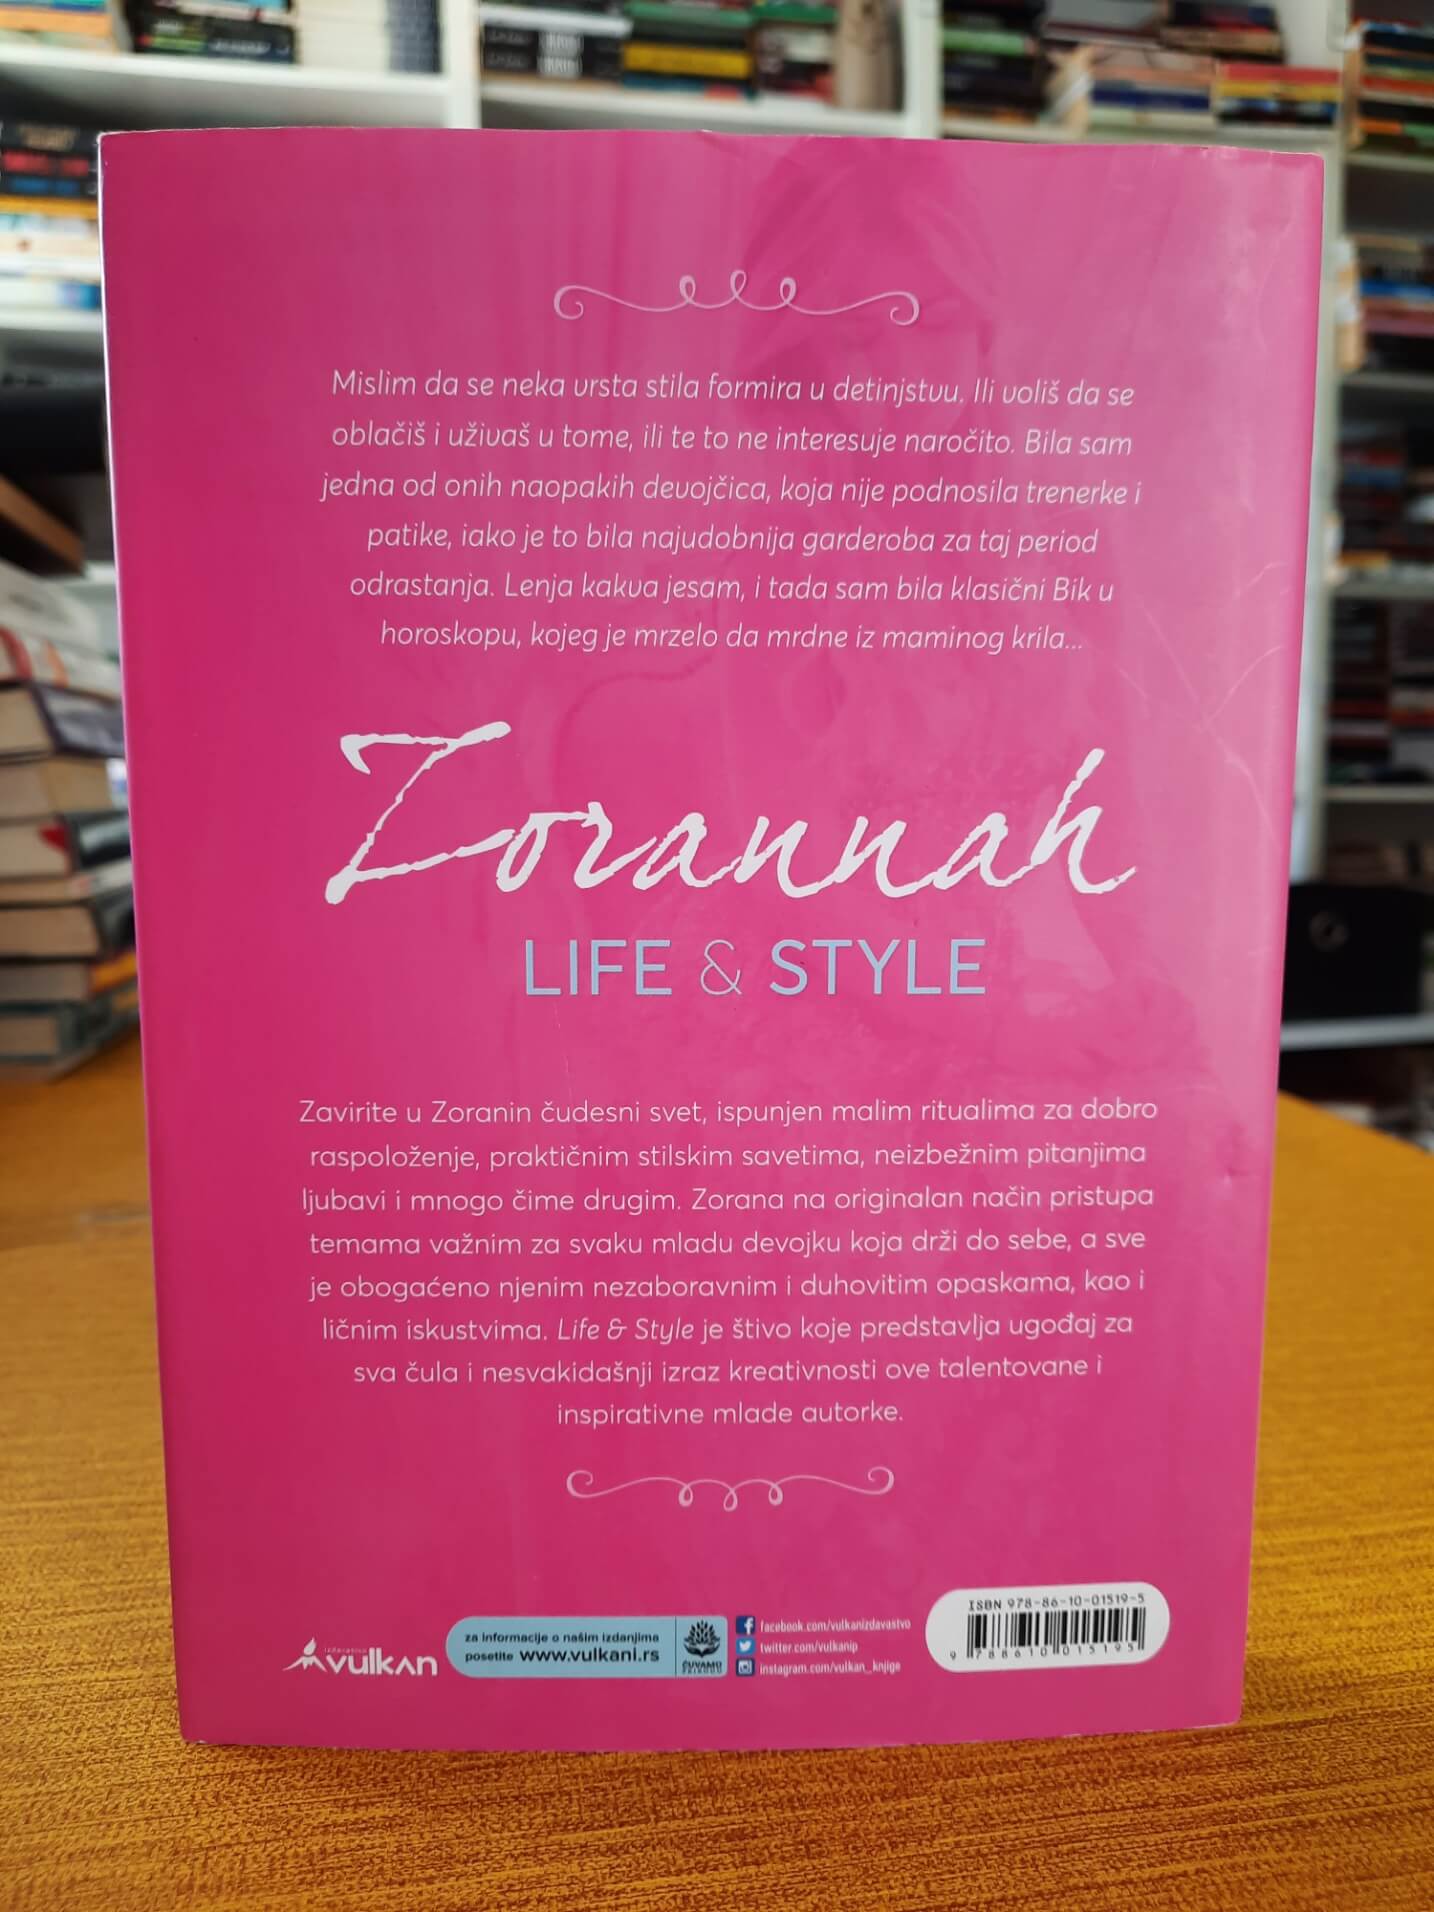 Mislim da se neka vrsta stila formira u detinjstvu. Ili voliš da se
oblačiš i uživaš u tome, ili te to ne interesuje naročito. Bila sam
jedna od onih naopakih devojčica, koja nije podnosila trenerke i
patike, iako je to bila najudobnija garderoba za taj period
odrastanja. Lenja kakva jesam, i tada sam bila klasični Bik u
horoskopu, kojeg je mrzelo da mrdne iz maminog krila...
Zorannah
LIFE & STYLE
Zavirite u Zoranin čudesni svet, ispunjen malim ritualima za dobro
raspoloženje, praktičnim stilskim savetima, neizbežnim pitanjima
ljubavi i mnogo čime drugim. Zorana na originalan način pristupa
temama važnim za svaku mladu devojku koja drži do sebe, a sve
je obogaćeno njenim nezaboravnim i duhovitim opaskama, kao i
ličnim iskustvima. Life & Style je štivo koje predstavlja ugođaj za
sva čula i nesvakidašnji izraz kreativnosti ove talentovane i
inspirativne mlade autorke.
izdavaštvo
vulkan
za informacije o našim izdanjima
posetite www.vulkani.rs
ČUVAMO
PRIRODU
facebook.com/vulkanizdavastvo
twitter.com/vulkanip
instagram.com/vulkan_knjige
ISBN 978-86-10-01519-5
9 788610 015195